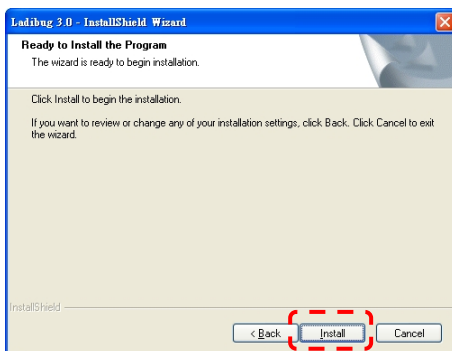 Ladibug 3.0 - InstallShield Wizard
Ready to Install the Program
The wizard is ready to begin installation.
Click Install to begin the installation.
If you want to review or change any of your installation settings, click Back. Click Cancel to exit
the wizard.
InstallShield
< Back Install Cancel